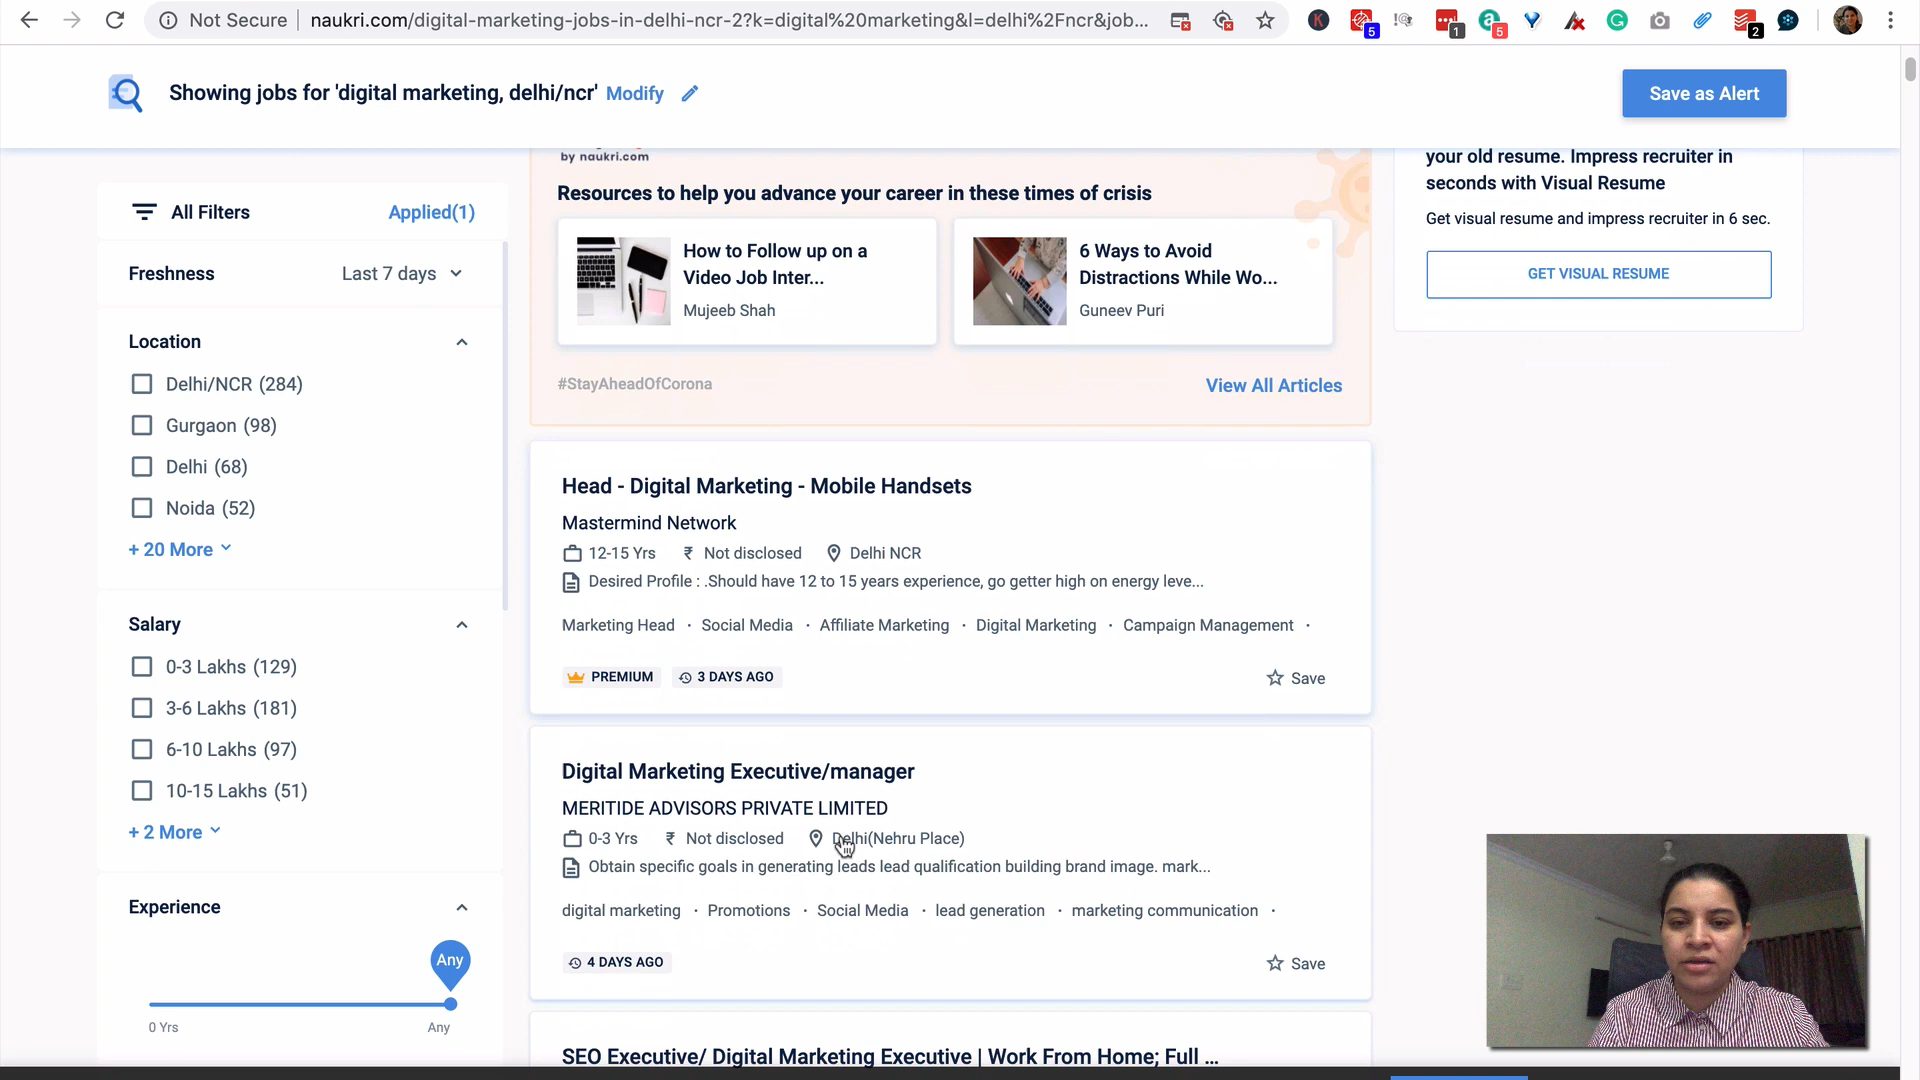 Not Secure
naukri.com/digital-marketing-jobs-in-delhi-ncr-2?k=digital%20marketing&l=delhi%2Fncr&job...
5
1
5
2
Showing jobs for 'digital marketing, delhi/ncr' Modify
Save as Alert
All Filters
Applied(1)
Freshness
Last 7 days
Location
Delhi/NCR (284)
Gurgaon (98)
Delhi (68)
Noida (52)
+ 20 More
Salary
0-3 Lakhs (129)
3-6 Lakhs (181)
6-10 Lakhs (97)
10-15 Lakhs (51)
+ 2 More
Experience
Any
0 Yrs
Any
by naukri.com
Resources to help you advance your career in these times of crisis
How to Follow up on a
Video Job Inter...
Mujeeb Shah
6 Ways to Avoid
Distractions While Wo...
Guneev Puri
#StayAheadOfCorona
View All Articles
Head - Digital Marketing - Mobile Handsets
Mastermind Network
12-15 Yrs ₹ Not disclosed Delhi NCR
Desired Profile : .Should have 12 to 15 years experience, go getter high on energy leve...
Marketing Head · Social Media · Affiliate Marketing · Digital Marketing · Campaign Management ·
PREMIUM 3 DAYS AGO
Save
Digital Marketing Executive/manager
MERITIDE ADVISORS PRIVATE LIMITED
0-3 Yrs ₹ Not disclosed Delhi(Nehru Place)
Obtain specific goals in generating leads lead qualification building brand image. mark...
digital marketing · Promotions · Social Media · lead generation · marketing communication ·
4 DAYS AGO
Save
SEO Executive/ Digital Marketing Executive | Work From Home; Full ...
your old resume. Impress recruiter in
seconds with Visual Resume
Get visual resume and impress recruiter in 6 sec.
GET VISUAL RESUME